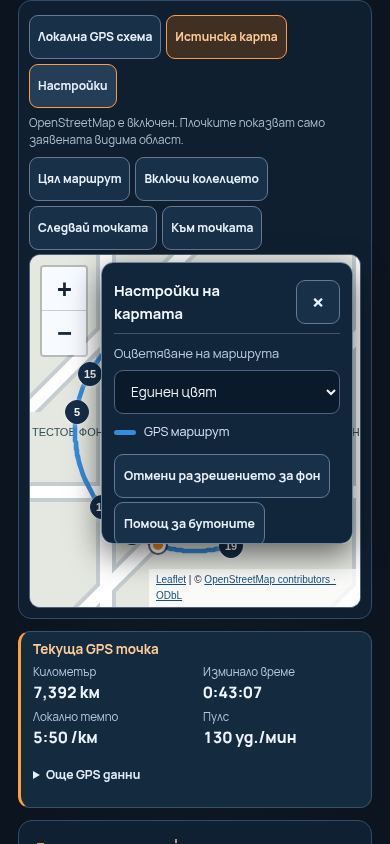 Локална GPS схема
Истинска карта
Настройки
OpenStreetMap е включен. Плочките показват само
заявената видима област.
Цял маршрут
Включи колелцето
Следвай точката
Към точката
+
−
Настройки на
картата
×
Оцветяване на маршрута
Единен цвят
GPS маршрут
Отмени разрешението за фон
Помощ за бутоните
15
5
ТЕСТОВ ФОН
19
Leaflet | © OpenStreetMap contributors ·
ODbL
Текуща GPS точка
Километър
Изминало време
7,392 км
0:43:07
Локално темпо
Пулс
5:50 /км
130 уд./мин
Още GPS данни